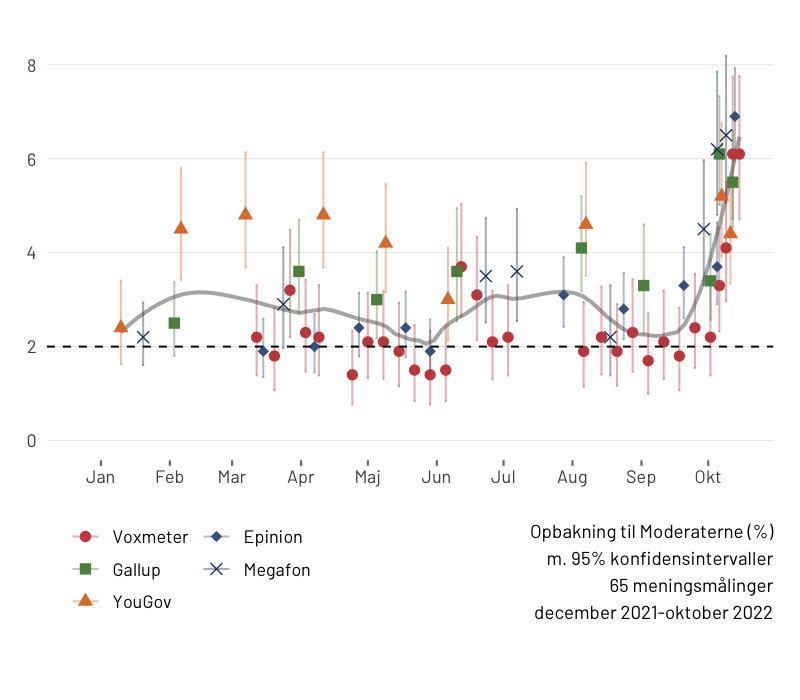 8
6
4
2
0
Jan Feb Mar Apr Maj Jun Jul Aug Sep Okt
Voxmeter Epinion
Gallup Megafon
YouGov
Opbakning til Moderaterne (%)
m. 95% konfidensintervaller
65 meningsmålinger
december 2021-oktober 2022